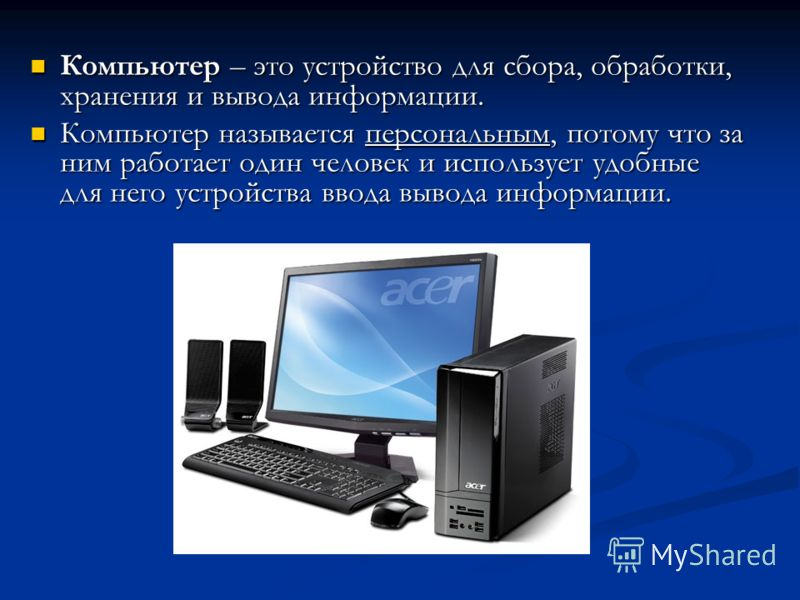 Компьютер – это устройство для сбора, обработки,
хранения и вывода информации.
Компьютер называется персональным, потому что за
ним работает один человек и использует удобные
для него устройства ввода вывода информации.
acer
acer
MyShared